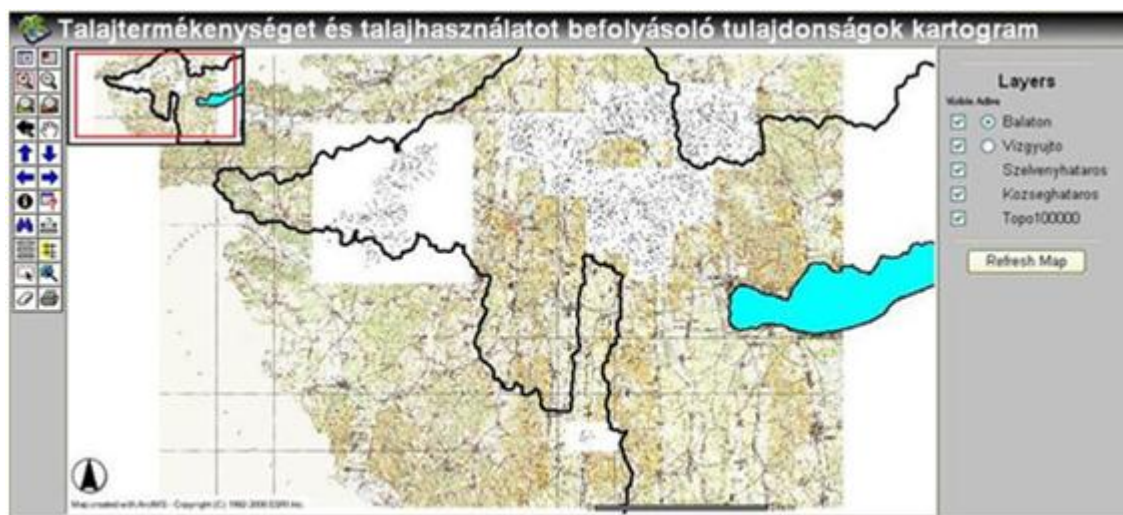 Talajtermékenységet és talajhasználatot befolyásoló tulajdonságok kartogram
Layers
Visible Active
Balaton
Vizgyujto
Szelvenyhataros
Kozseghataros
Topo100000
Refresh Map
Map created with ArcIMS - Copyright (C) 1992-2006 ESRI Inc.